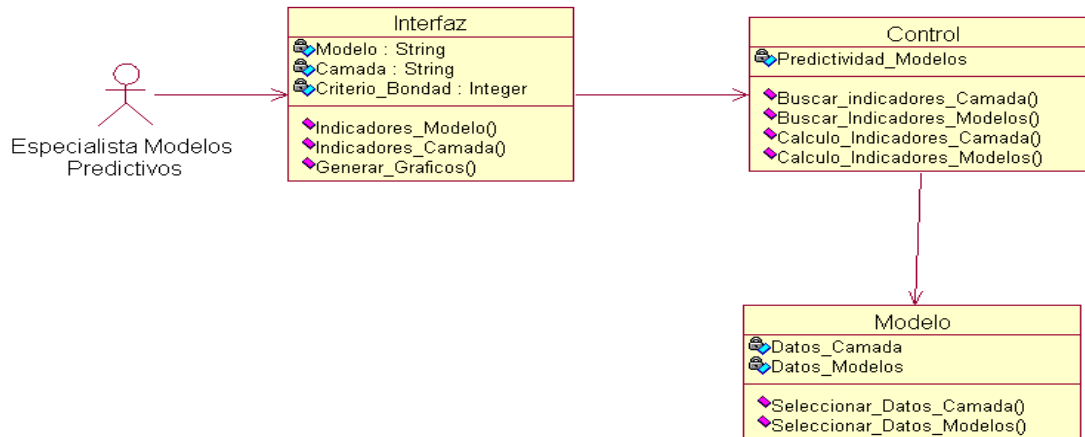 Interfaz
Modelo : String
Camada : String
Criterio_Bondad : Integer
Indicadores_Modelo()
Indicadores_Camada()
Generar_Graficos()
Especialista Modelos
Predictivos
Control
Predictividad_Modelos
Buscar_indicadores_Camada()
Buscar_Indicadores_Modelos()
Calculo_Indicadores_Camada()
Calculo_Indicadores_Modelos()
Modelo
Datos_Camada
Datos_Modelos
Seleccionar_Datos_Camada()
Seleccionar_Datos_Modelos()